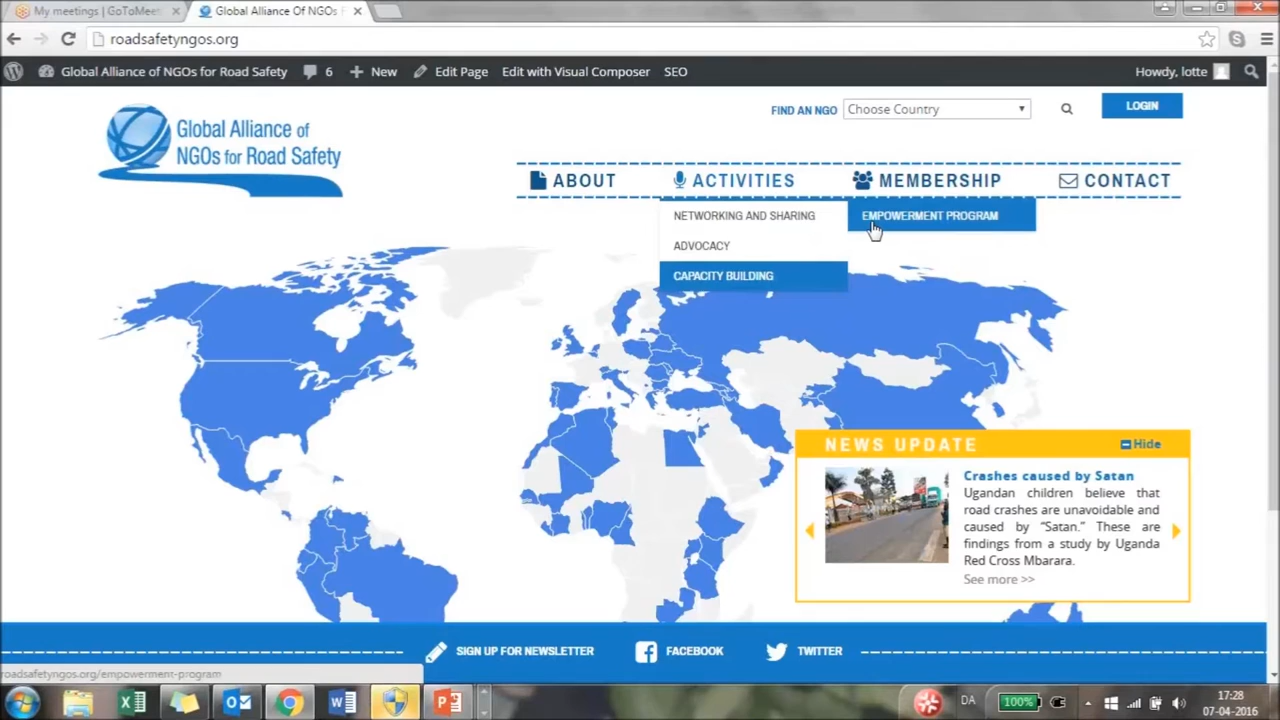 My meetings | GoToMeet
Global Alliance Of NGOs F
roadsafetyngos.org
Global Alliance of NGOs for Road Safety
6
New
Edit Page
Edit with Visual Composer
SEO
Howdy, lotte
Global Alliance of
NGOs for Road Safety
FIND AN NGO
Choose Country
LOGIN
ABOUT
ACTIVITIES
MEMBERSHIP
CONTACT
NETWORKING AND SHARING
EMPOWERMENT PROGRAM
ADVOCACY
CAPACITY BUILDING
NEWS UPDATE
Hide
Crashes caused by Satan
Ugandan children believe that
road crashes are unavoidable and
caused by “Satan.” These are
findings from a study by Uganda
Red Cross Mbarara.
See more >>
SIGN UP FOR NEWSLETTER
FACEBOOK
TWITTER
roadsafetyngos.org/empowerment-program
DA
100%
17:28
07-04-2016